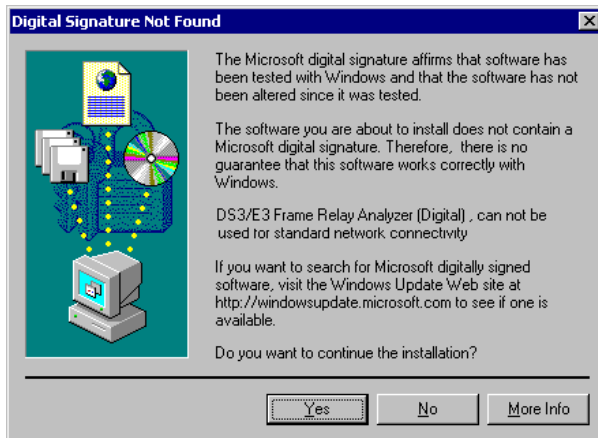 Digital Signature Not Found
The Microsoft digital signature affirms that software has
been tested with Windows and that the software has not
been altered since it was tested.
The software you are about to install does not contain a
Microsoft digital signature. Therefore, there is no
guarantee that this software works correctly with
Windows.
DS3/E3 Frame Relay Analyzer (Digital) , can not be
used for standard network connectivity
If you want to search for Microsoft digitally signed
software, visit the Windows Update Web site at
http://windowsupdate.microsoft.com to see if one is
available.
Do you want to continue the installation?
Yes No More Info